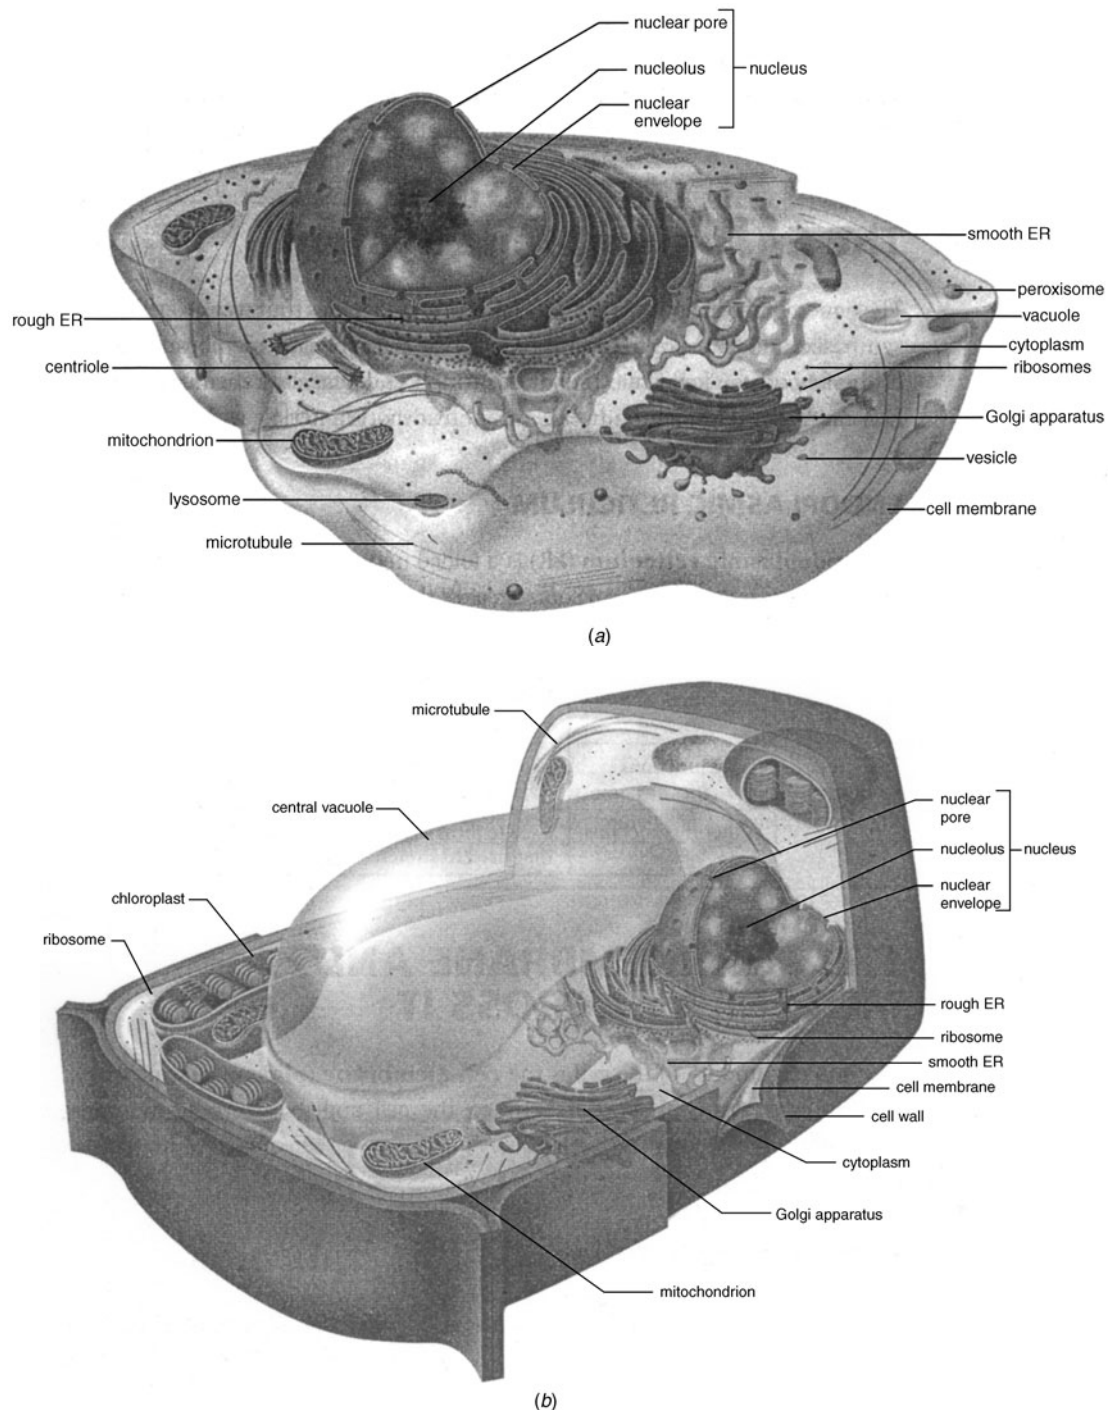 nuclear pore
nucleolus
nucleus
nuclear
envelope
smooth ER
peroxisome
rough ER
vacuole
cytoplasm
centriole
ribosomes
Golgi apparatus
mitochondrion
vesicle
lysosome
cell membrane
microtubule
(a)
microtubule
central vacuole
nuclear
pore
nucleolus
nucleus
chloroplast
nuclear
envelope
ribosome
rough ER
ribosome
smooth ER
cell membrane
cell wall
cytoplasm
Golgi apparatus
mitochondrion
(b)